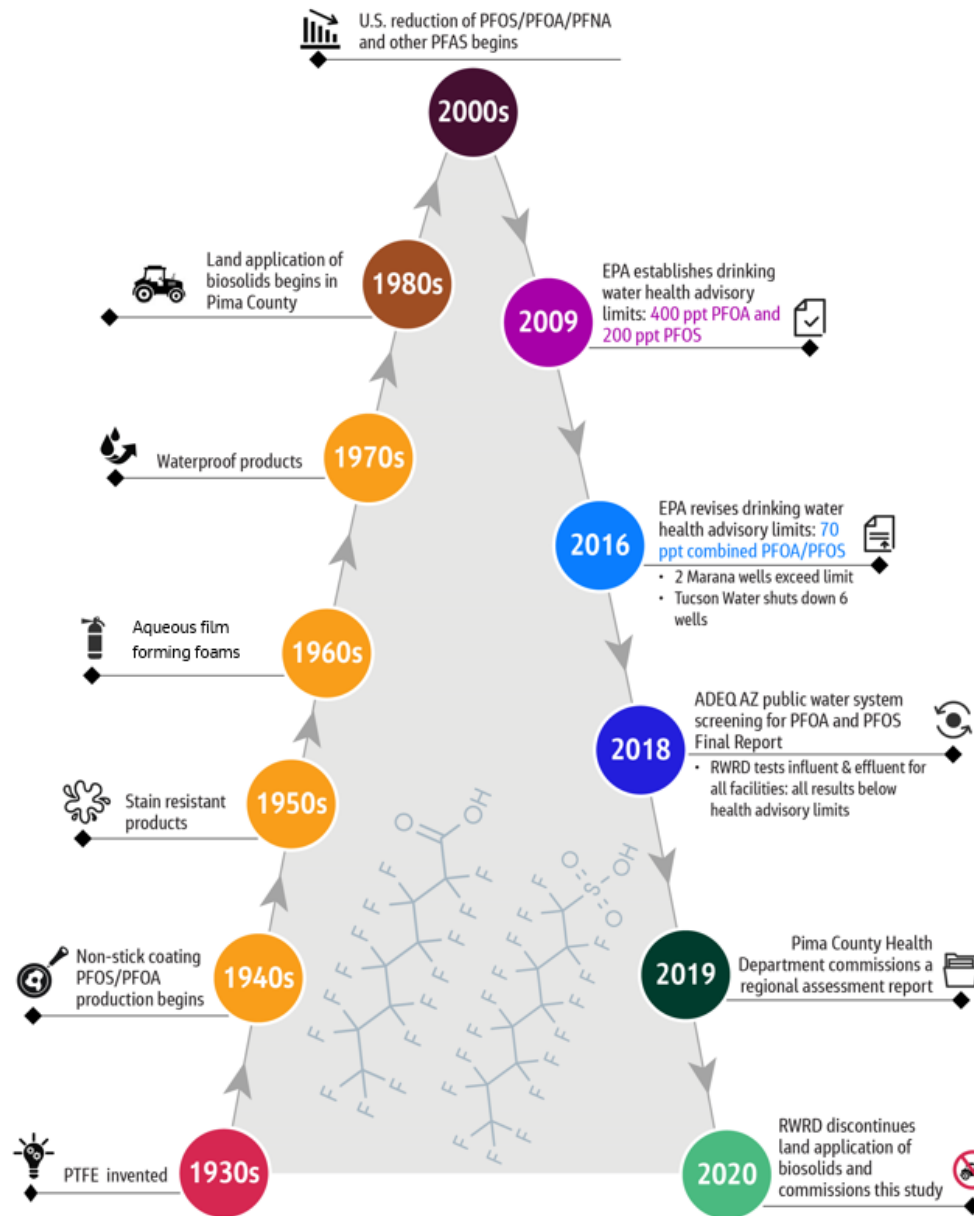 U.S. reduction of PFOS/PFOA/PFNA
and other PFAS begins
2000s
Land application of
biosolids begins in
Pima County
1980s
EPA establishes drinking
water health advisory
limits: 400 ppt PFOA and
200 ppt PFOS
2009
Waterproof products
1970s
EPA revises drinking water
health advisory limits: 70
ppt combined PFOA/PFOS
• 2 Marana wells exceed limit
• Tucson Water shuts down 6
wells
2016
Aqueous film
forming foams
1960s
ADEQ AZ public water system
screening for PFOA and PFOS
Final Report
• RWRD tests influent & effluent for
all facilities: all results below
health advisory limits
2018
Stain resistant
products
1950s
O
OH
F F
F F
F F
F F
F F
F F
F F
F
O
S
OH
O
F F
F F
F F
F F
F F
F F
F F
F F
F
Non-stick coating
PFOS/PFOA
production begins
1940s
Pima County Health
Department commissions a
regional assessment report
2019
PTFE invented
1930s
RWRD discontinues
land application of
biosolids and
commissions this study
2020